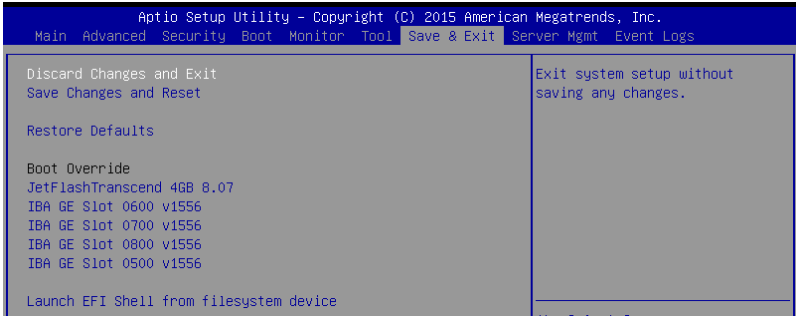 Aptio Setup Utility – Copyright (C) 2015 American Megatrends, Inc.
Main Advanced Security Boot Monitor Tool Save & Exit Server Mgmt Event Logs
Discard Changes and Exit
Save Changes and Reset
Restore Defaults
Boot Override
JetFlashTranscend 4GB 8.07
IBA GE Slot 0600 v1556
IBA GE Slot 0700 v1556
IBA GE Slot 0800 v1556
IBA GE Slot 0500 v1556
Launch EFI Shell from filesystem device
Exit system setup without
saving any changes.